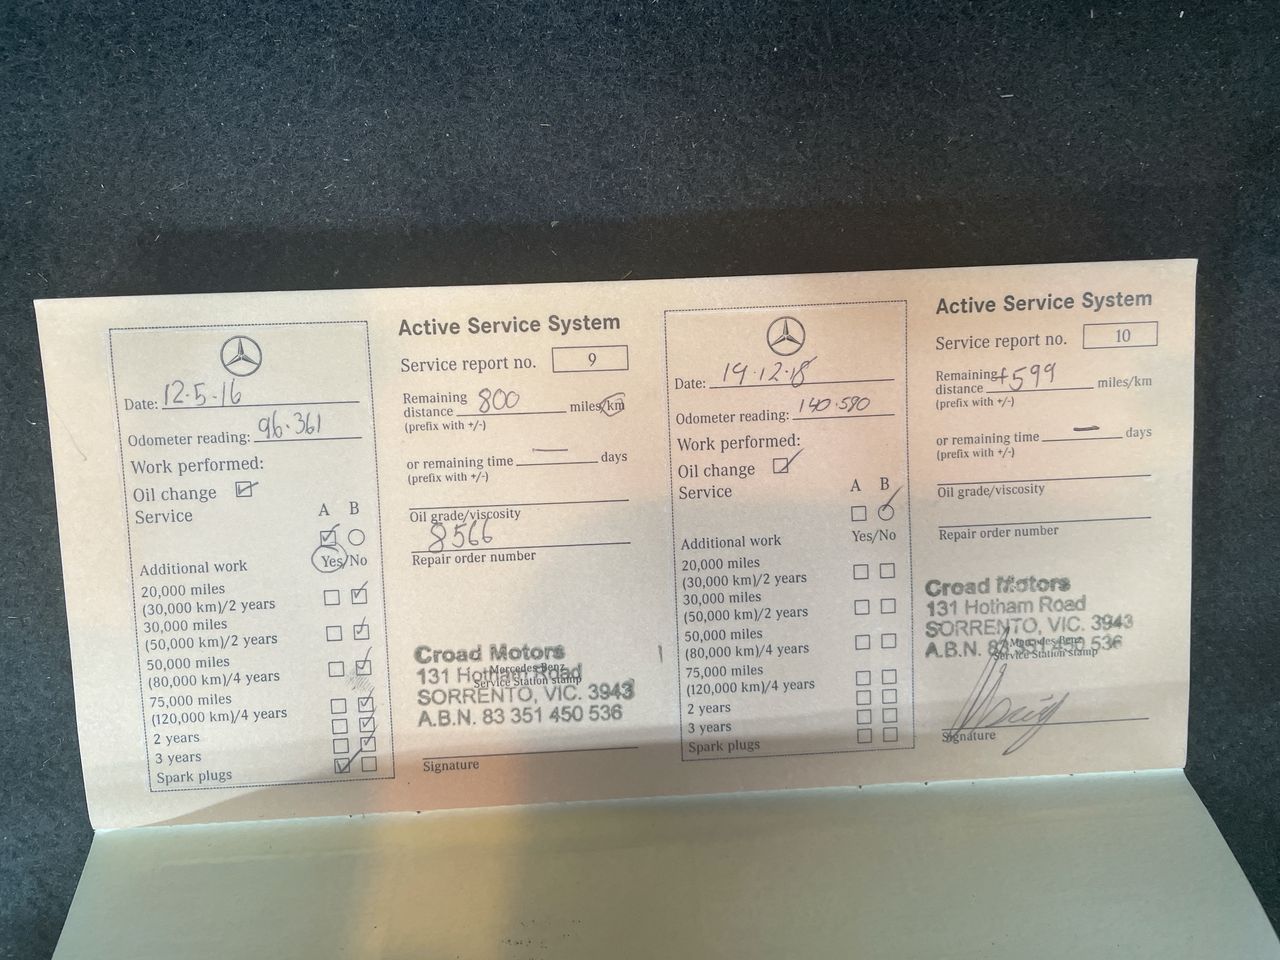 Date: 12-5-16
Odometer reading: 96.361
Work performed:
Oil change
Service
A B
Additional work Yes/No
20,000 miles
(30,000 km)/2 years
30,000 miles
(50,000 km)/2 years
50,000 miles
(80,000 km)/4 years
75,000 miles
(120,000 km)/4 years
2 years
3 years
Spark plugs
Active Service System
Service report no. 9
Remaining
distance 800 miles/km
(prefix with +/-)
or remaining time — days
(prefix with +/-)
Oil grade/viscosity
8566
Repair order number
Croad Motors
131 Hotham Road
Mercedes-Benz
Service Station stamp
SORRENTO, VIC. 3943
A.B.N. 83 351 450 536
Signature
Date: 19.12.18
Odometer reading: 140.580
Work performed:
Oil change
Service
A B
Additional work Yes/No
20,000 miles
(30,000 km)/2 years
30,000 miles
(50,000 km)/2 years
50,000 miles
(80,000 km)/4 years
75,000 miles
(120,000 km)/4 years
2 years
3 years
Spark plugs
Active Service System
Service report no. 10
Remaining
distance +599 miles/km
(prefix with +/-)
or remaining time — days
(prefix with +/-)
Oil grade/viscosity
Repair order number
Croad Motors
131 Hotham Road
SORRENTO, VIC. 3943
Mercedes-Benz
A.B.N. 83 351 450 536
Service Station stamp
Signature